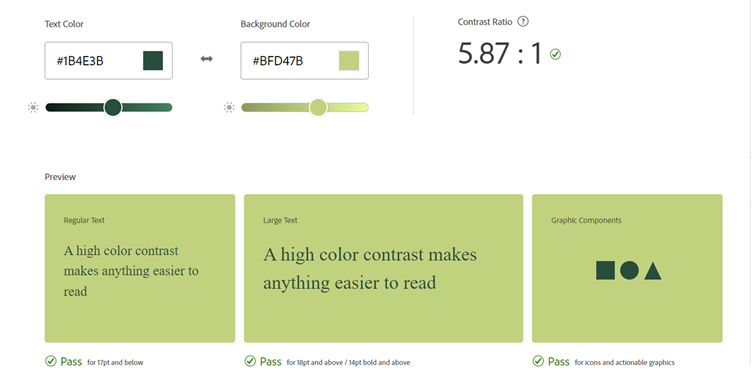 Text Color
Background Color
Contrast Ratio ?
#1B4E3B
#BFD47B
5.87 : 1
Preview
Regular Text
A high color contrast
makes anything easier to
read
Large Text
A high color contrast makes
anything easier to read
Graphic Components
Pass for 17pt and below
Pass for 18pt and above / 14pt bold and above
Pass for icons and actionable graphics